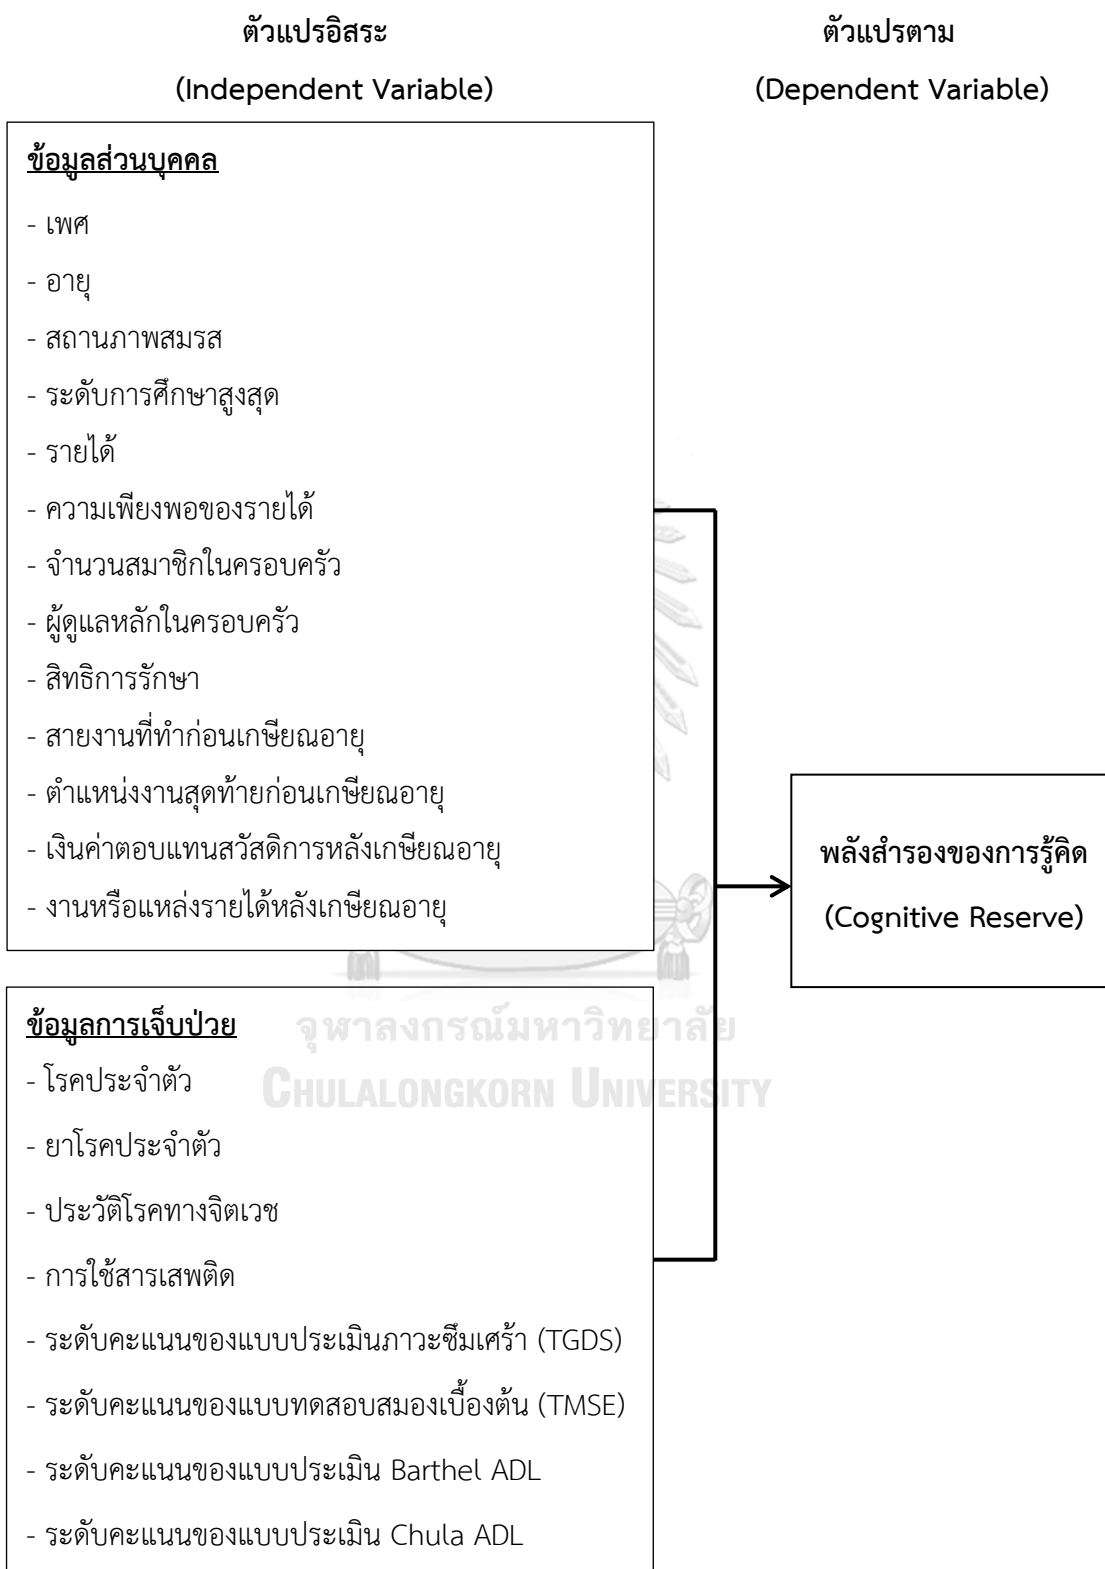 ตัวแปรอิสระ
ตัวแปรตาม
(Independent Variable)
(Dependent Variable)
ข้อมูลส่วนบุคคล
- เพศ
- อายุ
- สถานภาพสมรส
- ระดับการศึกษาสูงสุด
- รายได้
- ความเพียงพอของรายได้
- จำนวนสมาชิกในครอบครัว
- ผู้ดูแลหลักในครอบครัว
- สิทธิการรักษา
- สายงานที่ทำก่อนเกษียณอายุ
- ตำแหน่งงานสุดท้ายก่อนเกษียณอายุ
- เงินค่าตอบแทนสวัสดิการหลังเกษียณอายุ
- งานหรือแหล่งรายได้หลังเกษียณอายุ
พลังสำรองของการรู้คิด
(Cognitive Reserve)
ข้อมูลการเจ็บป่วย
- โรคประจำตัว
- ยาโรคประจำตัว
- ประวัติโรคทางจิตเวช
- การใช้สารเสพติด
- ระดับคะแนนของแบบประเมินภาวะซึมเศร้า (TGDS)
- ระดับคะแนนของแบบทดสอบสมองเบื้องต้น (TMSE)
- ระดับคะแนนของแบบประเมิน Barthel ADL
- ระดับคะแนนของแบบประเมิน Chula ADL
จุฬาลงกรณ์มหาวิทยาลัย
CHULALONGKORN UNIVERSITY